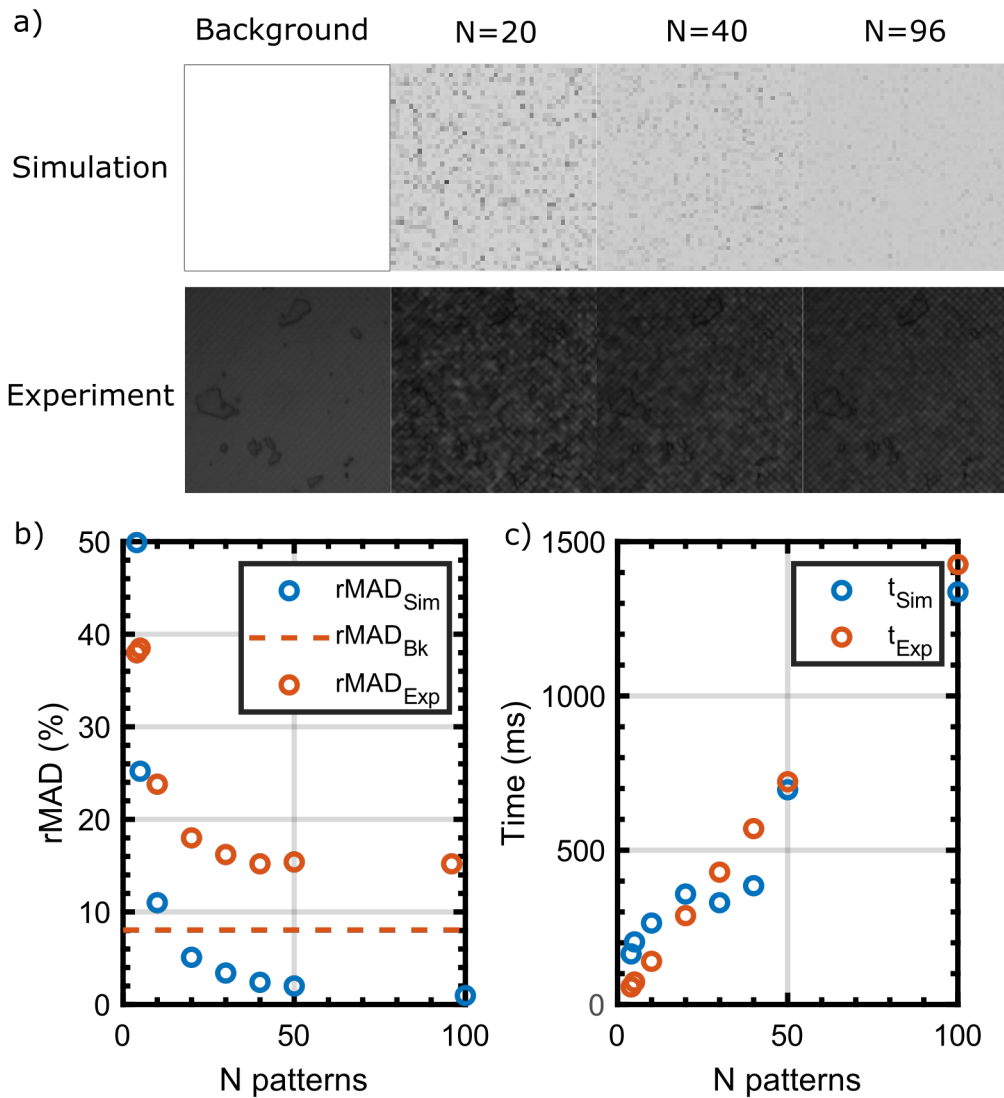 a)
Background N=20 N=40 N=96
Simulation
Experiment
b)
50
40
30
20
10
0
0 50 100
rMAD (%)
N patterns
rMAD_Sim
rMAD_Bk
rMAD_Exp
c)
1500
1000
500
0
0 50 100
Time (ms)
N patterns
t_Sim
t_Exp